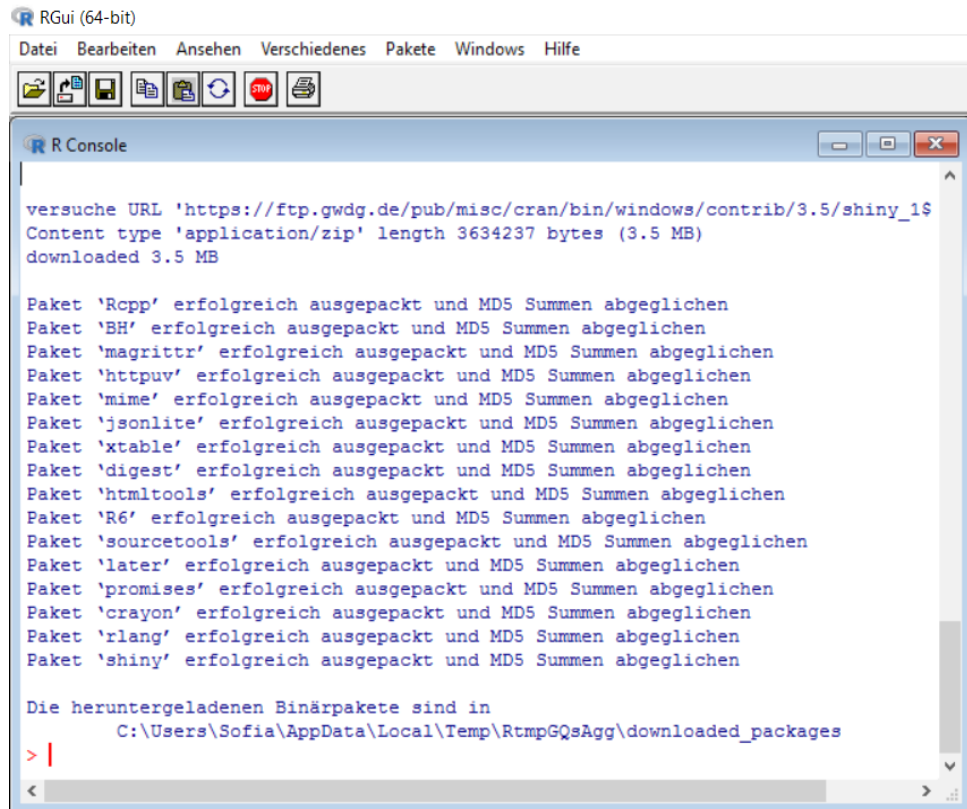 RGui (64-bit)
Datei Bearbeiten Ansehen Verschiedenes Pakete Windows Hilfe
STOP
R Console
versuche URL 'https://ftp.gwdg.de/pub/misc/cran/bin/windows/contrib/3.5/shiny_1$
Content type 'application/zip' length 3634237 bytes (3.5 MB)
downloaded 3.5 MB
Paket ‘Rcpp’ erfolgreich ausgepackt und MD5 Summen abgeglichen
Paket ‘BH’ erfolgreich ausgepackt und MD5 Summen abgeglichen
Paket ‘magrittr’ erfolgreich ausgepackt und MD5 Summen abgeglichen
Paket ‘httpuv’ erfolgreich ausgepackt und MD5 Summen abgeglichen
Paket ‘mime’ erfolgreich ausgepackt und MD5 Summen abgeglichen
Paket ‘jsonlite’ erfolgreich ausgepackt und MD5 Summen abgeglichen
Paket ‘xtable’ erfolgreich ausgepackt und MD5 Summen abgeglichen
Paket ‘digest’ erfolgreich ausgepackt und MD5 Summen abgeglichen
Paket ‘htmltools’ erfolgreich ausgepackt und MD5 Summen abgeglichen
Paket ‘R6’ erfolgreich ausgepackt und MD5 Summen abgeglichen
Paket ‘sourcetools’ erfolgreich ausgepackt und MD5 Summen abgeglichen
Paket ‘later’ erfolgreich ausgepackt und MD5 Summen abgeglichen
Paket ‘promises’ erfolgreich ausgepackt und MD5 Summen abgeglichen
Paket ‘crayon’ erfolgreich ausgepackt und MD5 Summen abgeglichen
Paket ‘rlang’ erfolgreich ausgepackt und MD5 Summen abgeglichen
Paket ‘shiny’ erfolgreich ausgepackt und MD5 Summen abgeglichen
Die heruntergeladenen Binärpakete sind in
C:\Users\Sofia\AppData\Local\Temp\RtmpGQsAgg\downloaded_packages
>